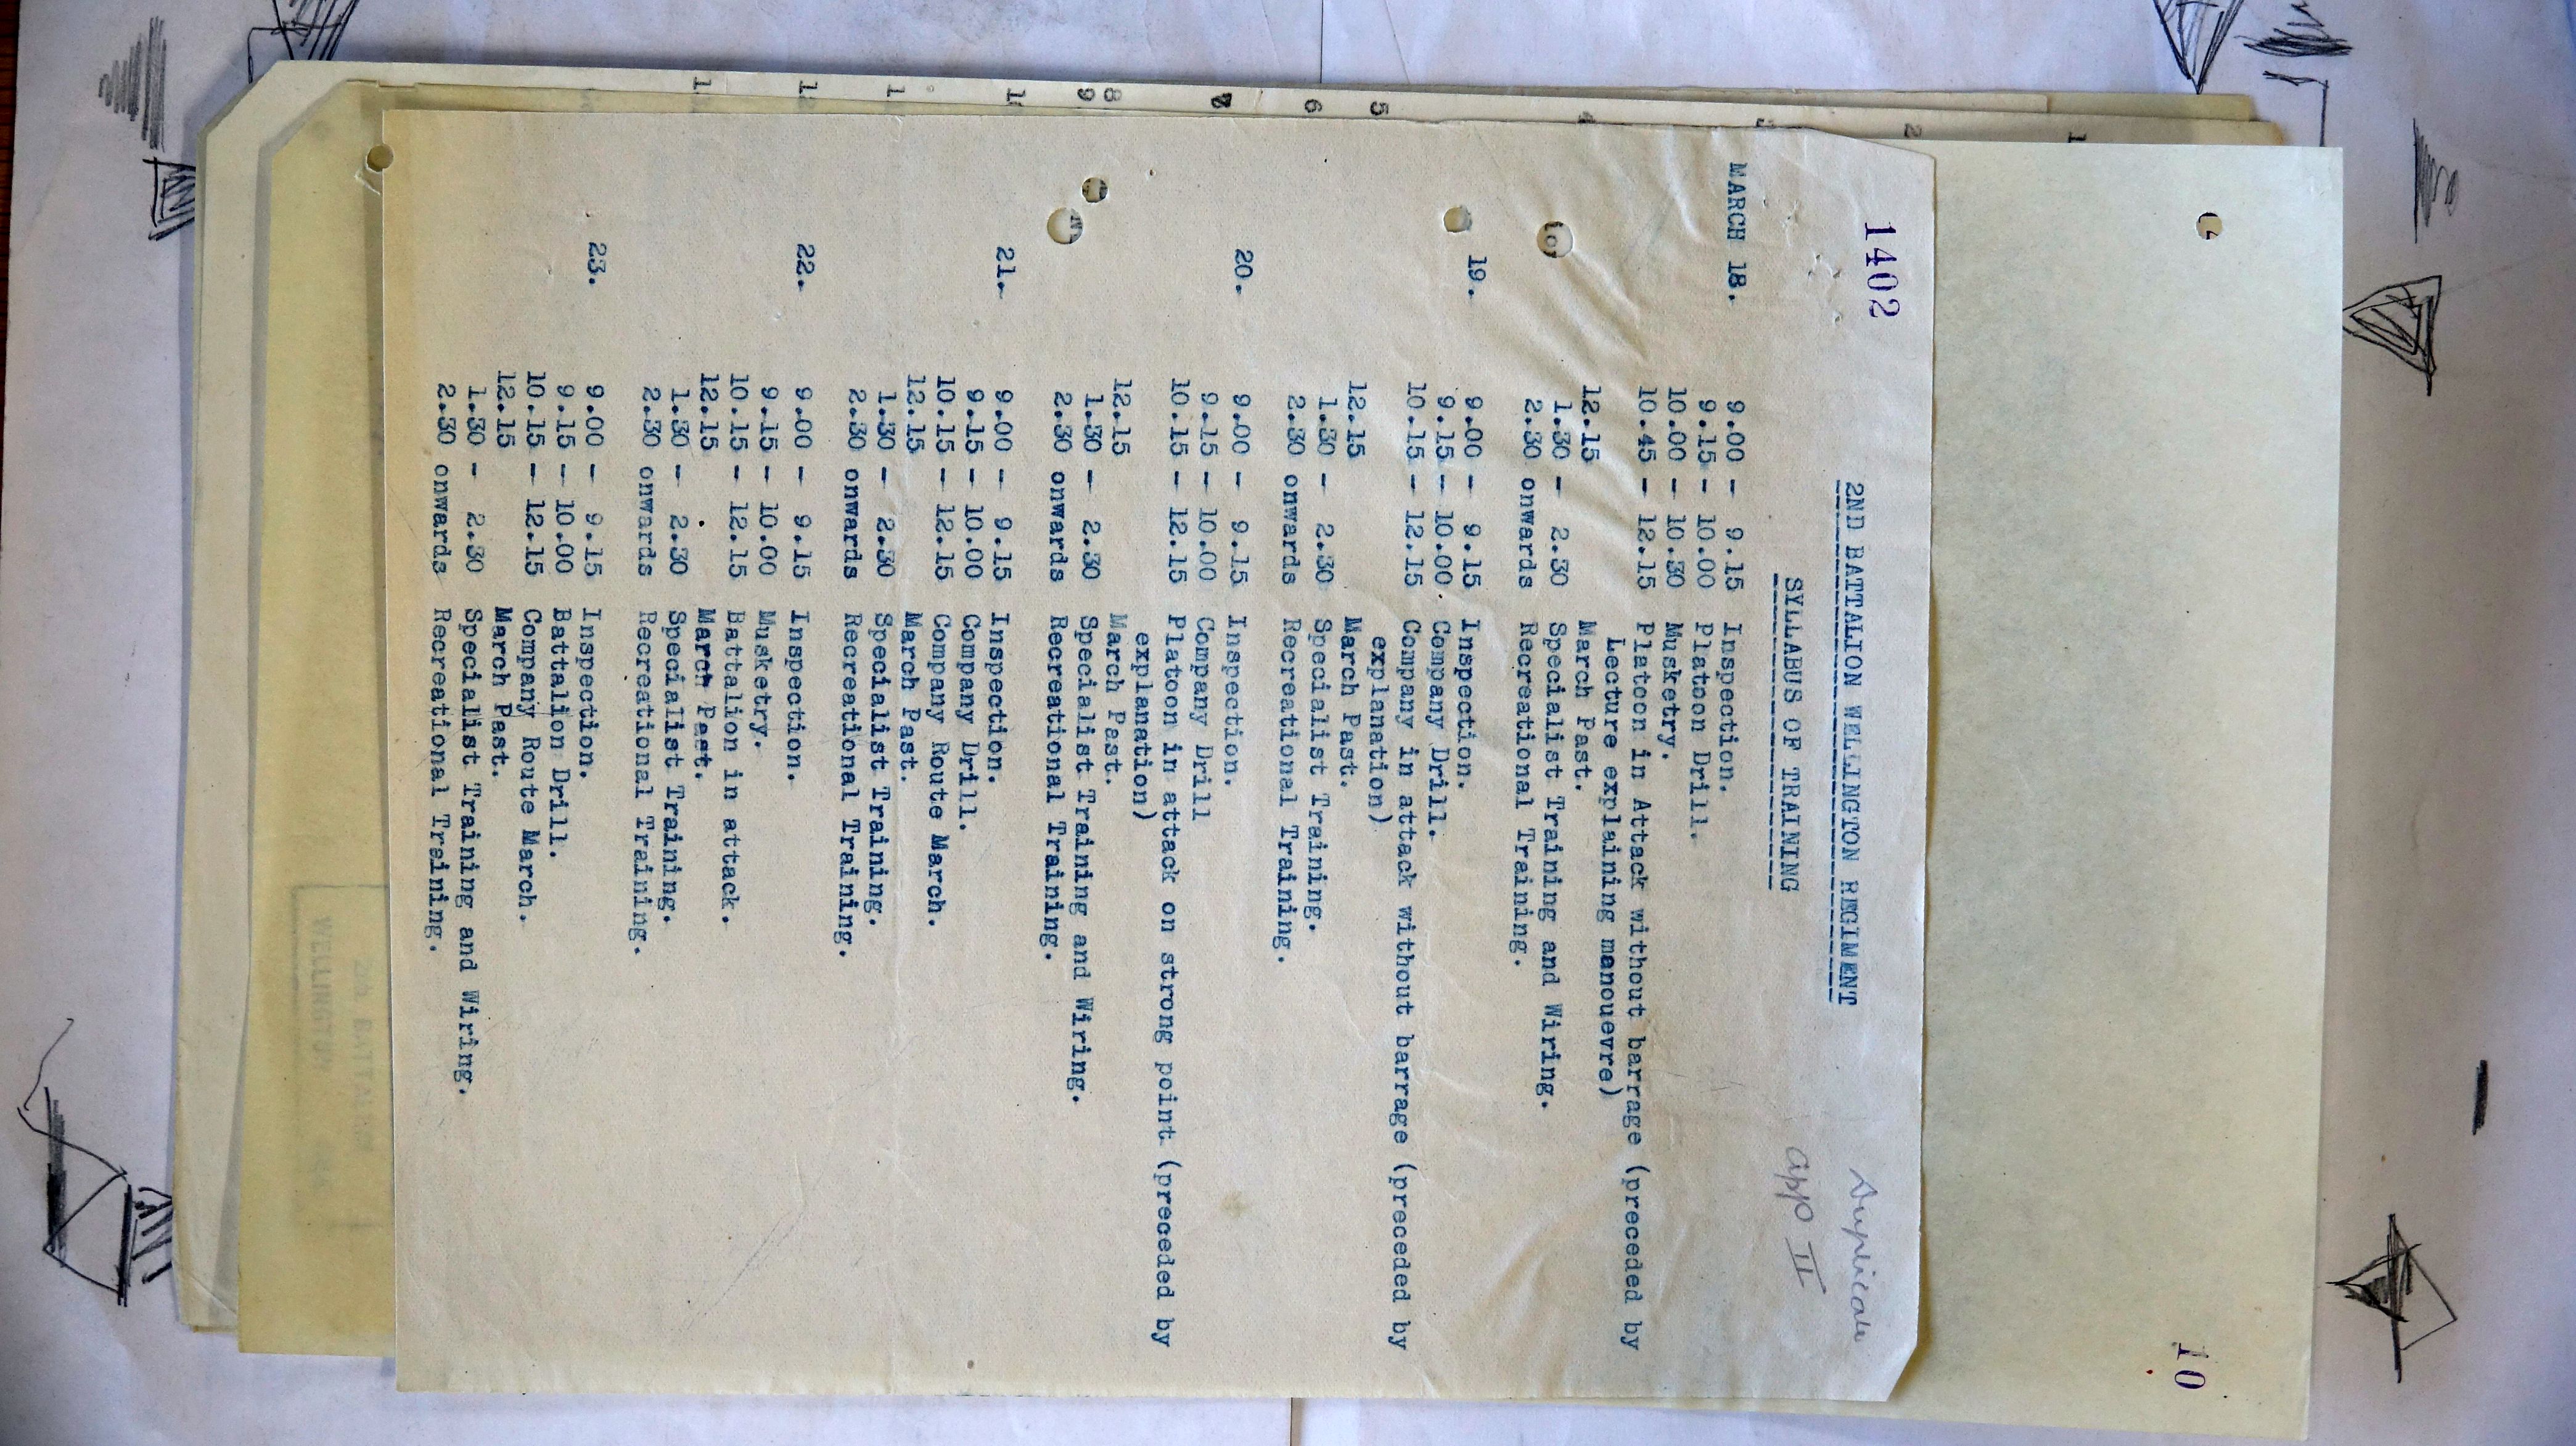 1402
Duplicate
app II
2ND BATTALION WELLINGTON REGIMENT
SYLLABUS OF TRAINING
MARCH 18. 9.00 - 9.15 Inspection.
9.15 - 10.00 Platoon Drill.
10.00 - 10.30 Musketry.
10.45 - 12.15 Platoon in Attack without barrage (preceded by
Lecture explaining manouevre)
12.15 March Past.
1.30 - 2.30 Specialist Training and Wiring.
2.30 onwards Recreational Training.
19. 9.00 - 9.15 Inspection.
9.15 - 10.00 Company Drill.
10.15 - 12.15 Company in attack without barrage (preceded by
explanation)
12.15 March Past.
1.30 - 2.30 Specialist Training.
2.30 onwards Recreational Training.
20. 9.00 - 9.15 Inspection.
9.15 - 10.00 Company Drill
10.15 - 12.15 Platoon in attack on strong point (preceded by
explanation)
12.15 March Past.
1.30 - 2.30 Specialist Training and Wiring.
2.30 onwards Recreational Training.
21. 9.00 - 9.15 Inspection.
9.15 - 10.00 Company Drill.
10.15 - 12.15 Company Route March.
12.15 March Past.
1.30 - 2.30 Specialist Training.
2.30 onwards Recreational Training.
22. 9.00 - 9.15 Inspection.
9.15 - 10.00 Musketry.
10.15 - 12.15 Battalion in attack.
12.15 March Past.
1.30 - 2.30 Specialist Training.
2.30 onwards Recreational Training.
23. 9.00 - 9.15 Inspection.
9.15 - 10.00 Battalion Drill.
10.15 - 12.15 Company Route March.
12.15 March Past.
1.30 - 2.30 Specialist Training and Wiring.
2.30 onwards Recreational Training.
10
1
2
4
5
6
7
8
9
WELLINGTON